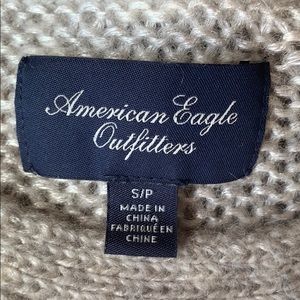 American Eagle
Outfitters
S/P
MADE IN
CHINA
FABRIQUÉ EN
CHINE